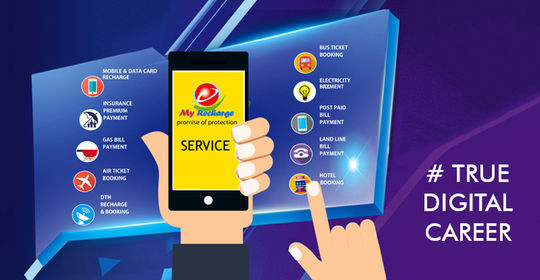 MOBILE & DATA CARD
RECHARGE
INSURANCE
PREMIUM
PAYMENT
GAS BILL
PAYMENT
AIR TICKET
BOOKING
DTH
RECHARGE
& BOOKING
My Recharge
promise of protection
SERVICE
BUS TICKET
BOOKING
ELECTRICITY
POST PAID
BILL
PAYMENT
LAND LINE
BILL
PAYMENT
HOTEL
BOOKING
# TRUE
DIGITAL
CAREER